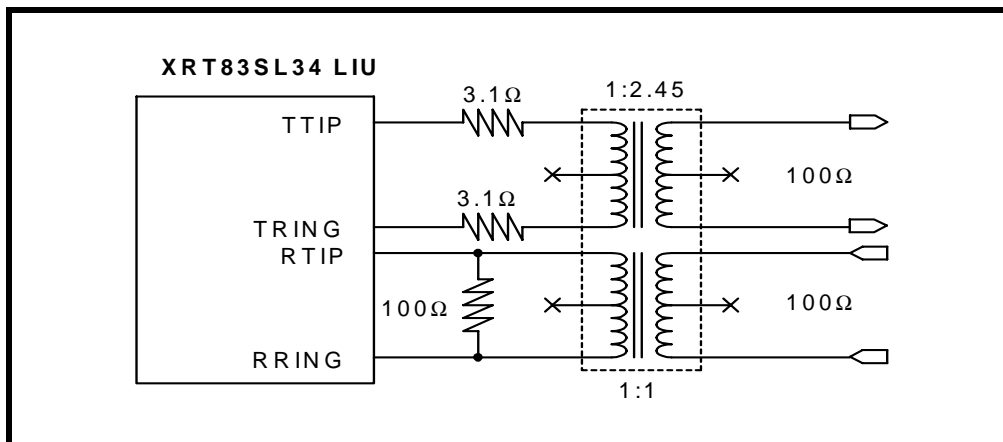 XRT83SL34 LIU
3.1Ω
1:2.45
TTIP
100Ω
3.1Ω
TRING
RTIP
100Ω
100Ω
RRING
1:1